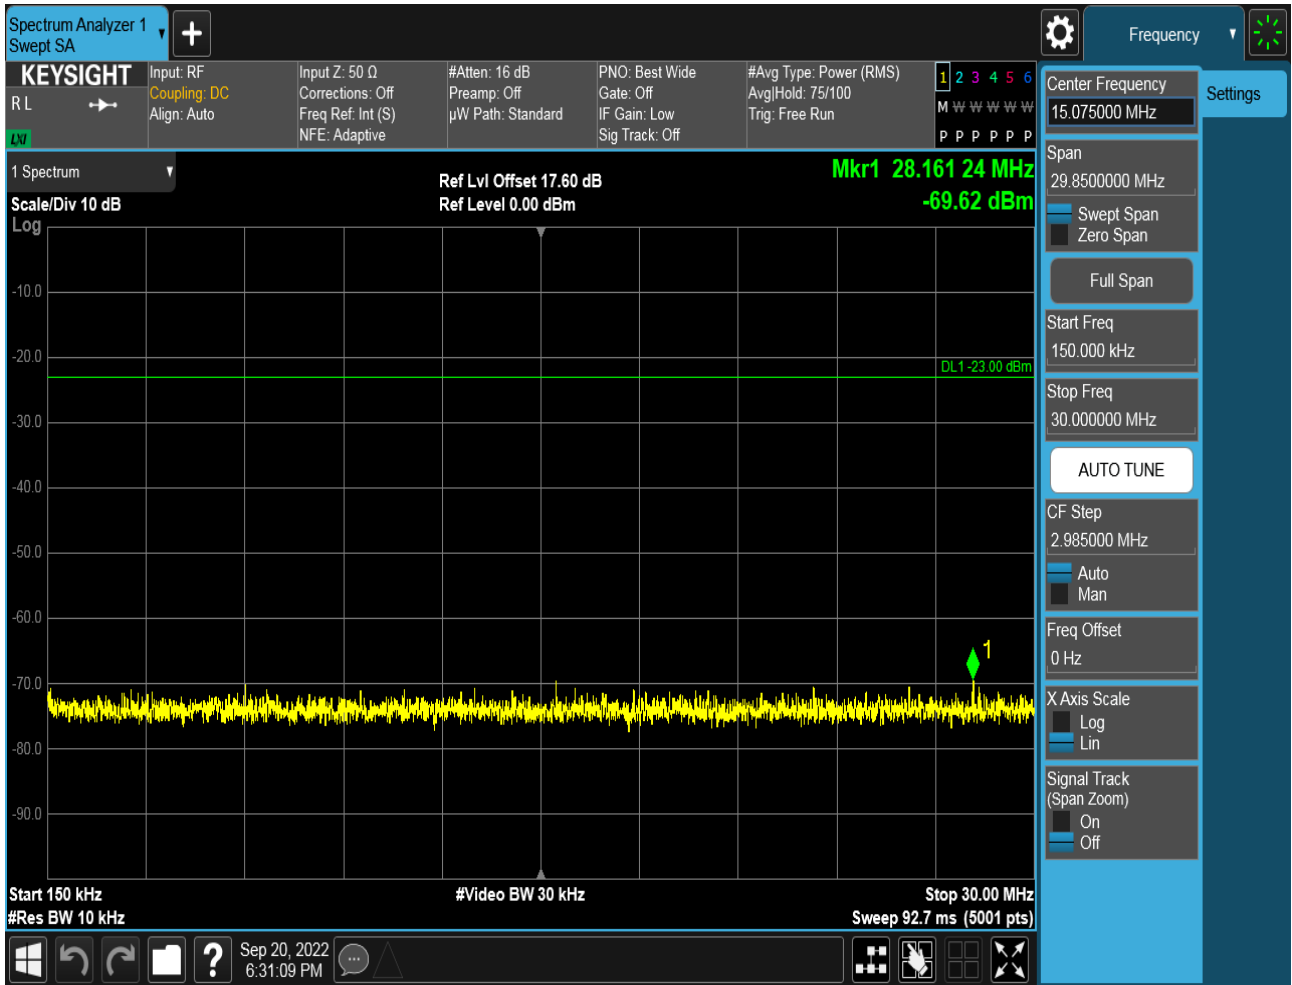 Spectrum Analyzer 1
Swept SA
Frequency
KEYSIGHT
R L
LXI
Input: RF
Coupling: DC
Align: Auto
Input Z: 50 Ω
Corrections: Off
Freq Ref: Int (S)
NFE: Adaptive
#Atten: 16 dB
Preamp: Off
µW Path: Standard
PNO: Best Wide
Gate: Off
IF Gain: Low
Sig Track: Off
#Avg Type: Power (RMS)
Avg|Hold: 75/100
Trig: Free Run
1 2 3 4 5 6
M W W W W W
P P P P P P
1 Spectrum
Scale/Div 10 dB
Log
Ref Lvl Offset 17.60 dB
Ref Level 0.00 dBm
Mkr1 28.161 24 MHz
-69.62 dBm
-10.0
-20.0
DL1 -23.00 dBm
-30.0
-40.0
-50.0
-60.0
1
-70.0
-80.0
-90.0
Start 150 kHz
#Res BW 10 kHz
#Video BW 30 kHz
Stop 30.00 MHz
Sweep 92.7 ms (5001 pts)
Center Frequency
15.075000 MHz
Settings
Span
29.8500000 MHz
Swept Span
Zero Span
Full Span
Start Freq
150.000 kHz
Stop Freq
30.000000 MHz
AUTO TUNE
CF Step
2.985000 MHz
Auto
Man
Freq Offset
0 Hz
X Axis Scale
Log
Lin
Signal Track
(Span Zoom)
On
Off
?
Sep 20, 2022
6:31:09 PM